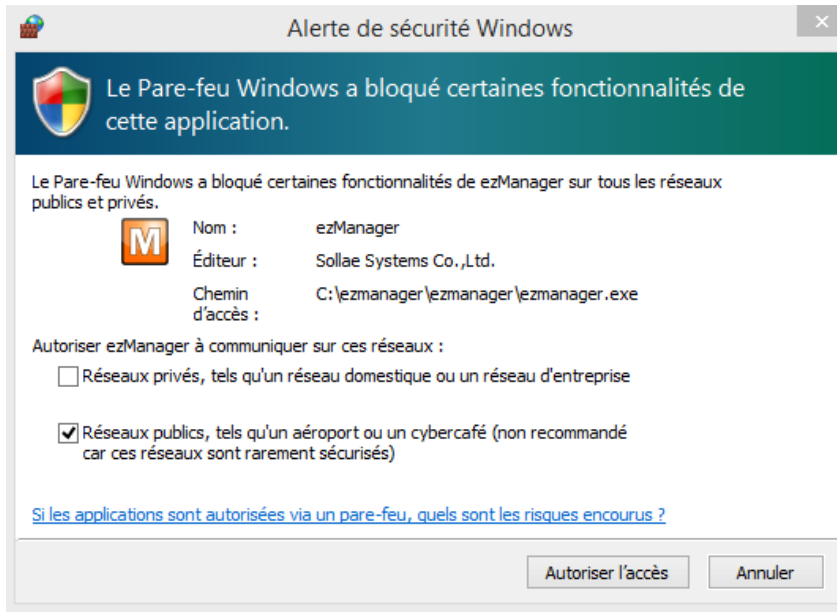 Alerte de sécurité Windows
Le Pare-feu Windows a bloqué certaines fonctionnalités de
cette application.
Le Pare-feu Windows a bloqué certaines fonctionnalités de ezManager sur tous les réseaux
publics et privés.
M
Nom : ezManager
Éditeur : Sollae Systems Co.,Ltd.
Chemin d'accès : C:\ezmanager\ezmanager\ezmanager.exe
Autoriser ezManager à communiquer sur ces réseaux :
Réseaux privés, tels qu'un réseau domestique ou un réseau d'entreprise
Réseaux publics, tels qu'un aéroport ou un cybercafé (non recommandé
car ces réseaux sont rarement sécurisés)
Si les applications sont autorisées via un pare-feu, quels sont les risques encourus ?
Autoriser l'accès Annuler